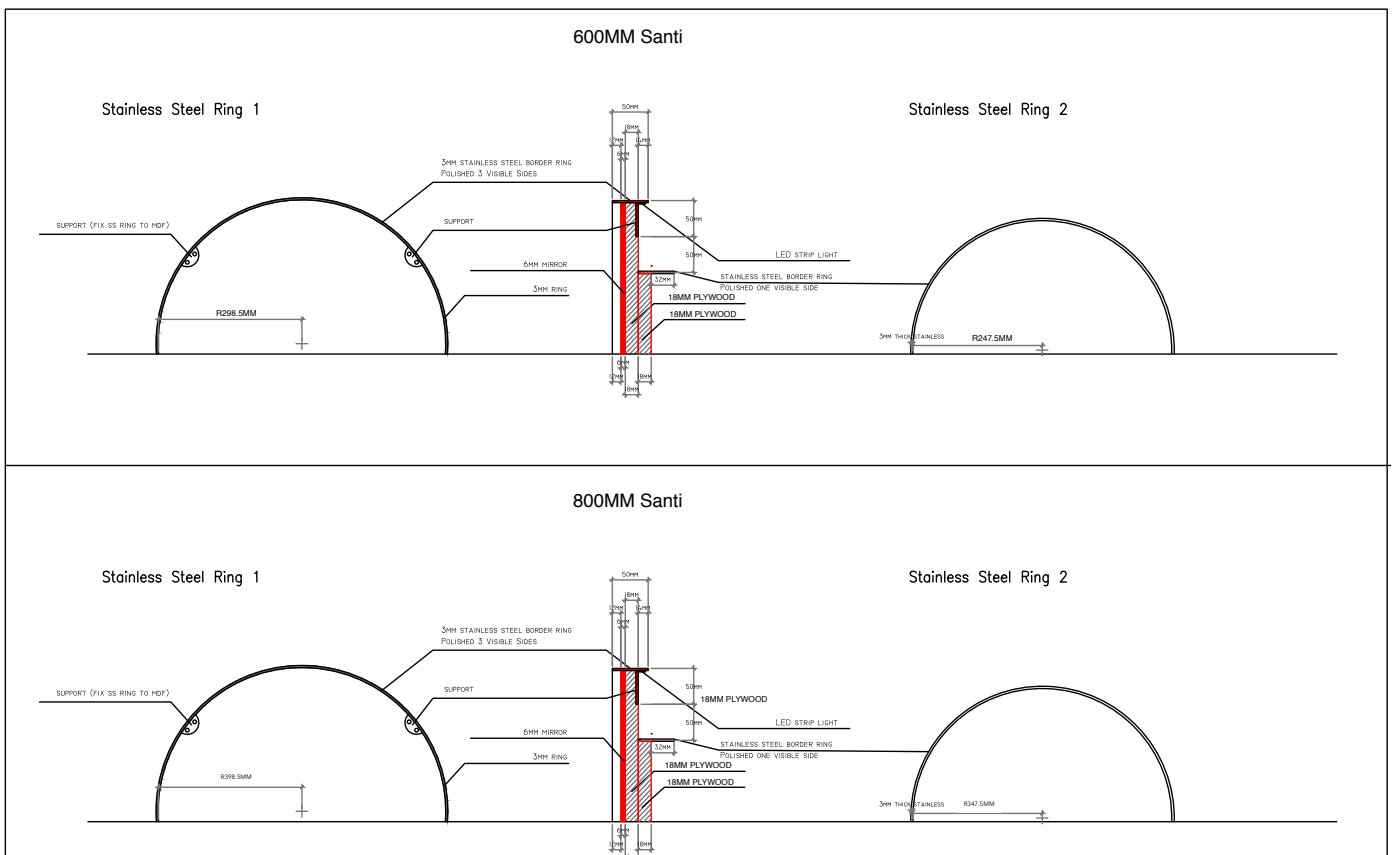 600MM Santi
Stainless Steel Ring 1
Stainless Steel Ring 2
50MM
18MM
12MM
14MM
6MM
3MM STAINLESS STEEL BORDER RING
POLISHED 3 VISIBLE SIDES
SUPPORT (FIX SS RING TO MDF)
SUPPORT
50MM
50MM
LED STRIP LIGHT
6MM MIRROR
STAINLESS STEEL BORDER RING
POLISHED ONE VISIBLE SIDE
32MM
3MM RING
18MM PLYWOOD
18MM PLYWOOD
R298.5MM
3MM THICK STAINLESS
R247.5MM
6MM
12MM
18MM
18MM
800MM Santi
Stainless Steel Ring 1
Stainless Steel Ring 2
50MM
18MM
12MM
14MM
6MM
3MM STAINLESS STEEL BORDER RING
POLISHED 3 VISIBLE SIDES
SUPPORT (FIX SS RING TO MDF)
SUPPORT
50MM
18MM PLYWOOD
50MM
LED STRIP LIGHT
6MM MIRROR
STAINLESS STEEL BORDER RING
POLISHED ONE VISIBLE SIDE
32MM
3MM RING
18MM PLYWOOD
18MM PLYWOOD
R398.5MM
3MM THICK STAINLESS
R347.5MM
6MM
12MM
18MM